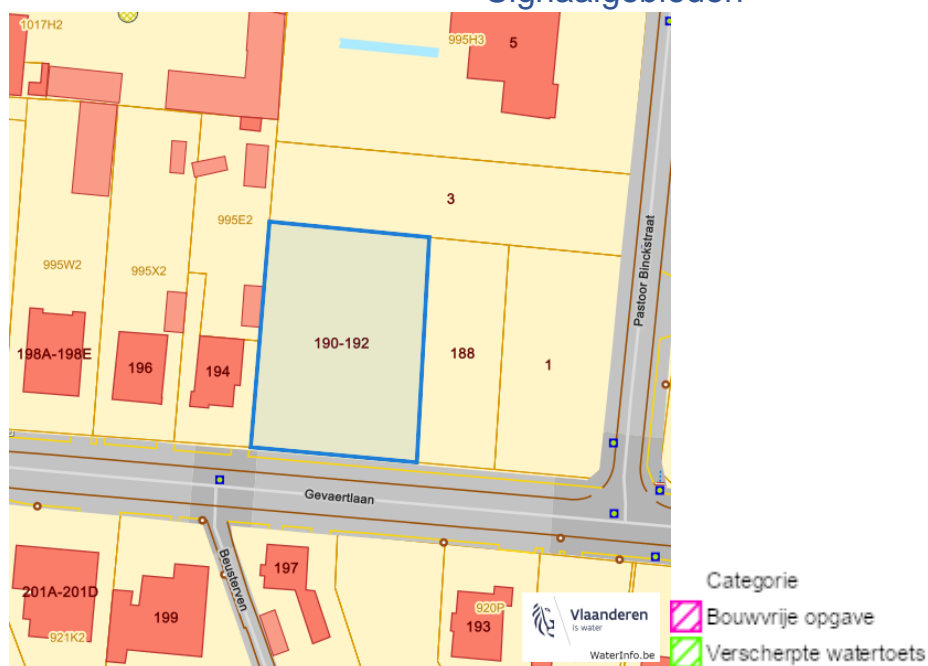 Signaalgebieden
1017H2
995H3
5
3
995E2
995W2
995X2
190-192
188
1
198A-198E
196
194
Pastoor Binckstraat
Gevaertlaan
Beusterven
197
201A-201D
199
921K2
920P
193
Vlaanderen
is water
WaterInfo.be
Categorie
Bouwvrije opgave
Verscherpte watertoets